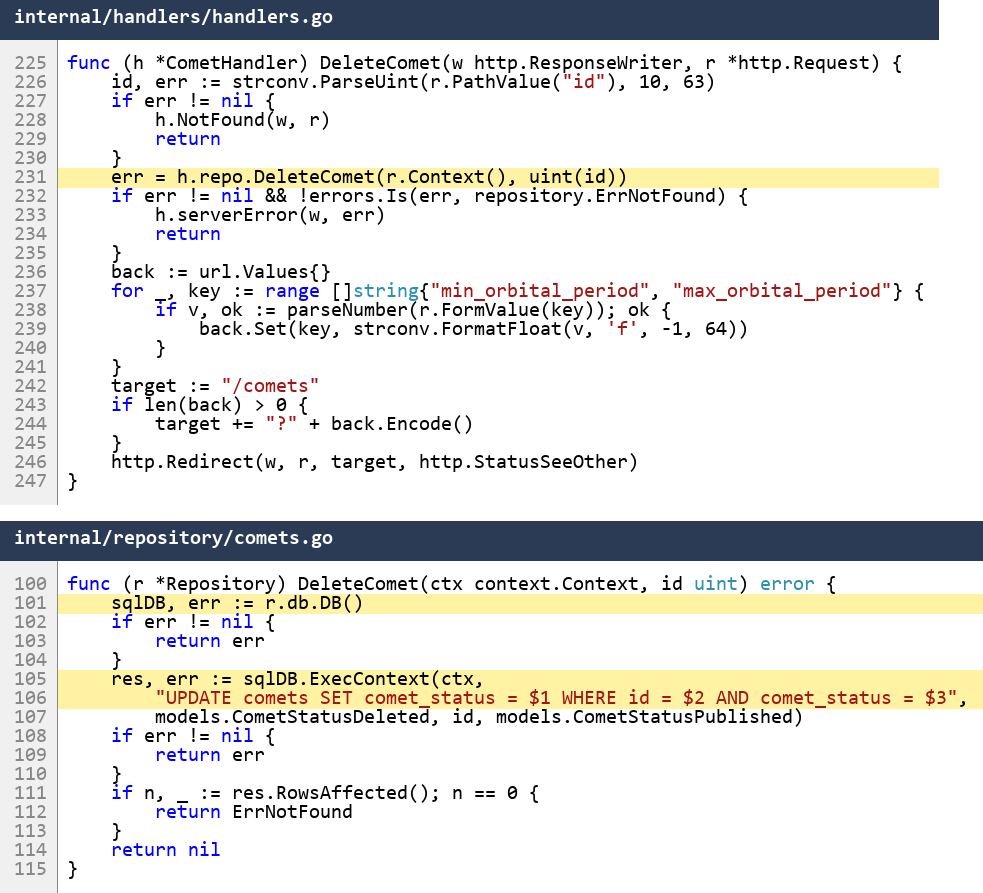 internal/handlers/handlers.go
225 func (h *CometHandler) DeleteComet(w http.ResponseWriter, r *http.Request) {
226     id, err := strconv.ParseUint(r.PathValue("id"), 10, 63)
227     if err != nil {
228         h.NotFound(w, r)
229         return
230     }
231     err = h.repo.DeleteComet(r.Context(), uint(id))
232     if err != nil && !errors.Is(err, repository.ErrNotFound) {
233         h.serverError(w, err)
234         return
235     }
236     back := url.Values{}
237     for _, key := range []string{"min_orbital_period", "max_orbital_period"} {
238         if v, ok := parseNumber(r.FormValue(key)); ok {
239             back.Set(key, strconv.FormatFloat(v, 'f', -1, 64))
240         }
241     }
242     target := "/comets"
243     if len(back) > 0 {
244         target += "?" + back.Encode()
245     }
246     http.Redirect(w, r, target, http.StatusSeeOther)
247 }
internal/repository/comets.go
100 func (r *Repository) DeleteComet(ctx context.Context, id uint) error {
101     sqlDB, err := r.db.DB()
102     if err != nil {
103         return err
104     }
105     res, err := sqlDB.ExecContext(ctx,
106         "UPDATE comets SET comet_status = $1 WHERE id = $2 AND comet_status = $3",
107         models.CometStatusDeleted, id, models.CometStatusPublished)
108     if err != nil {
109         return err
110     }
111     if n, _ := res.RowsAffected(); n == 0 {
112         return ErrNotFound
113     }
114     return nil
115 }